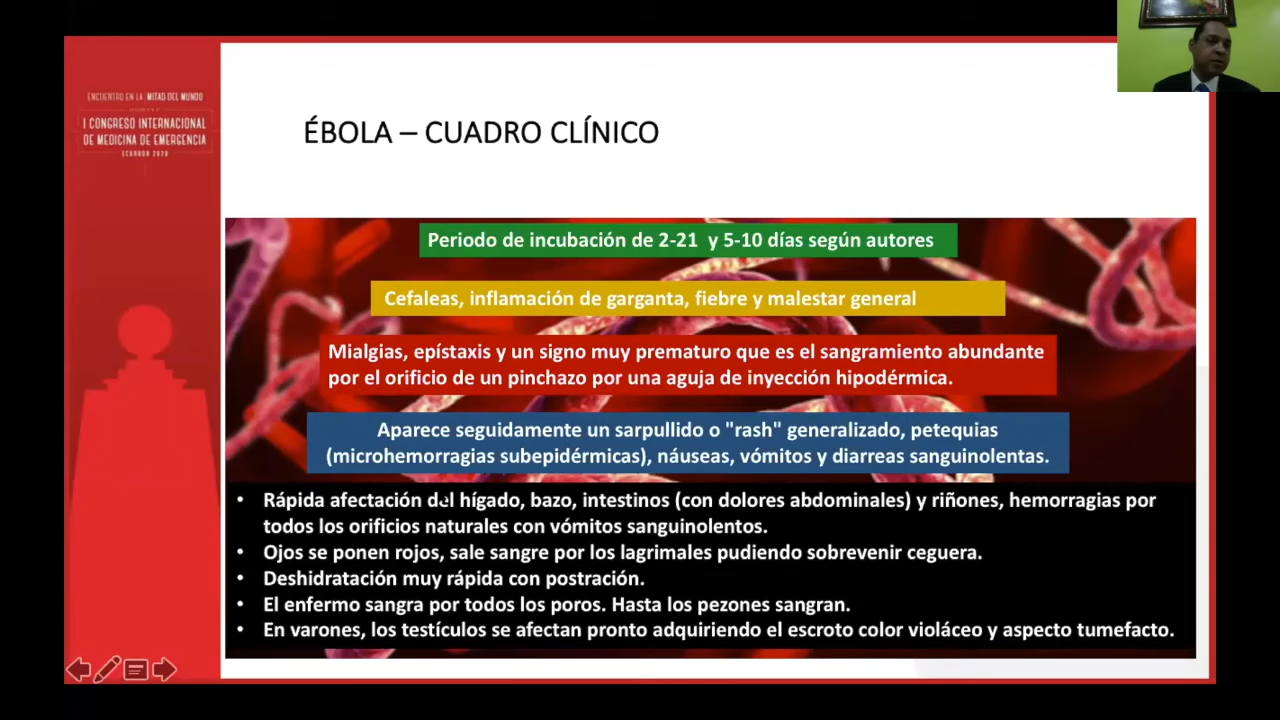 ENCUENTRO EN LA MITAD DEL MUNDO
I CONGRESO INTERNACIONAL
DE MEDICINA DE EMERGENCIA
ECUADOR 2020
ÉBOLA – CUADRO CLÍNICO
Periodo de incubación de 2-21 y 5-10 días según autores
Cefaleas, inflamación de garganta, fiebre y malestar general
Mialgias, epístaxis y un signo muy prematuro que es el sangramiento abundante
por el orificio de un pinchazo por una aguja de inyección hipodérmica.
Aparece seguidamente un sarpullido o "rash" generalizado, petequias
(microhemorragias subepidérmicas), náuseas, vómitos y diarreas sanguinolentas.
• Rápida afectación del hígado, bazo, intestinos (con dolores abdominales) y riñones, hemorragias por
todos los orificios naturales con vómitos sanguinolentos.
• Ojos se ponen rojos, sale sangre por los lagrimales pudiendo sobrevenir ceguera.
• Deshidratación muy rápida con postración.
• El enfermo sangra por todos los poros. Hasta los pezones sangran.
• En varones, los testículos se afectan pronto adquiriendo el escroto color violáceo y aspecto tumefacto.